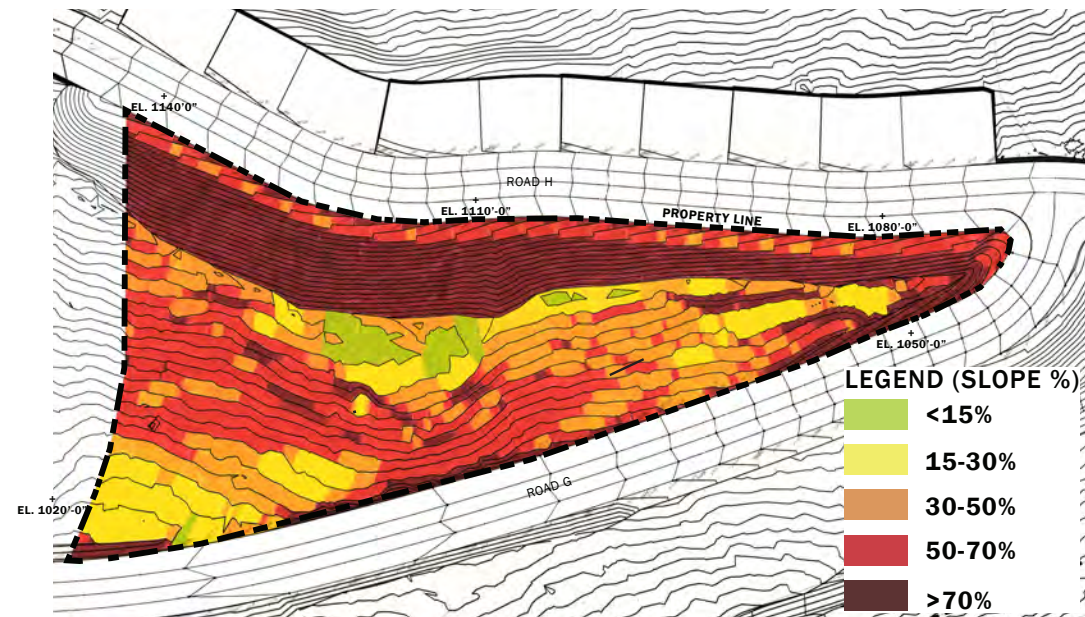 EL. 1140'0"
ROAD H
EL. 1110'-0"
PROPERTY LINE
EL. 1080'-0"
EL. 1050'-0"
LEGEND (SLOPE %)
<15%
15-30%
30-50%
50-70%
>70%
ROAD G
EL. 1020'-0"